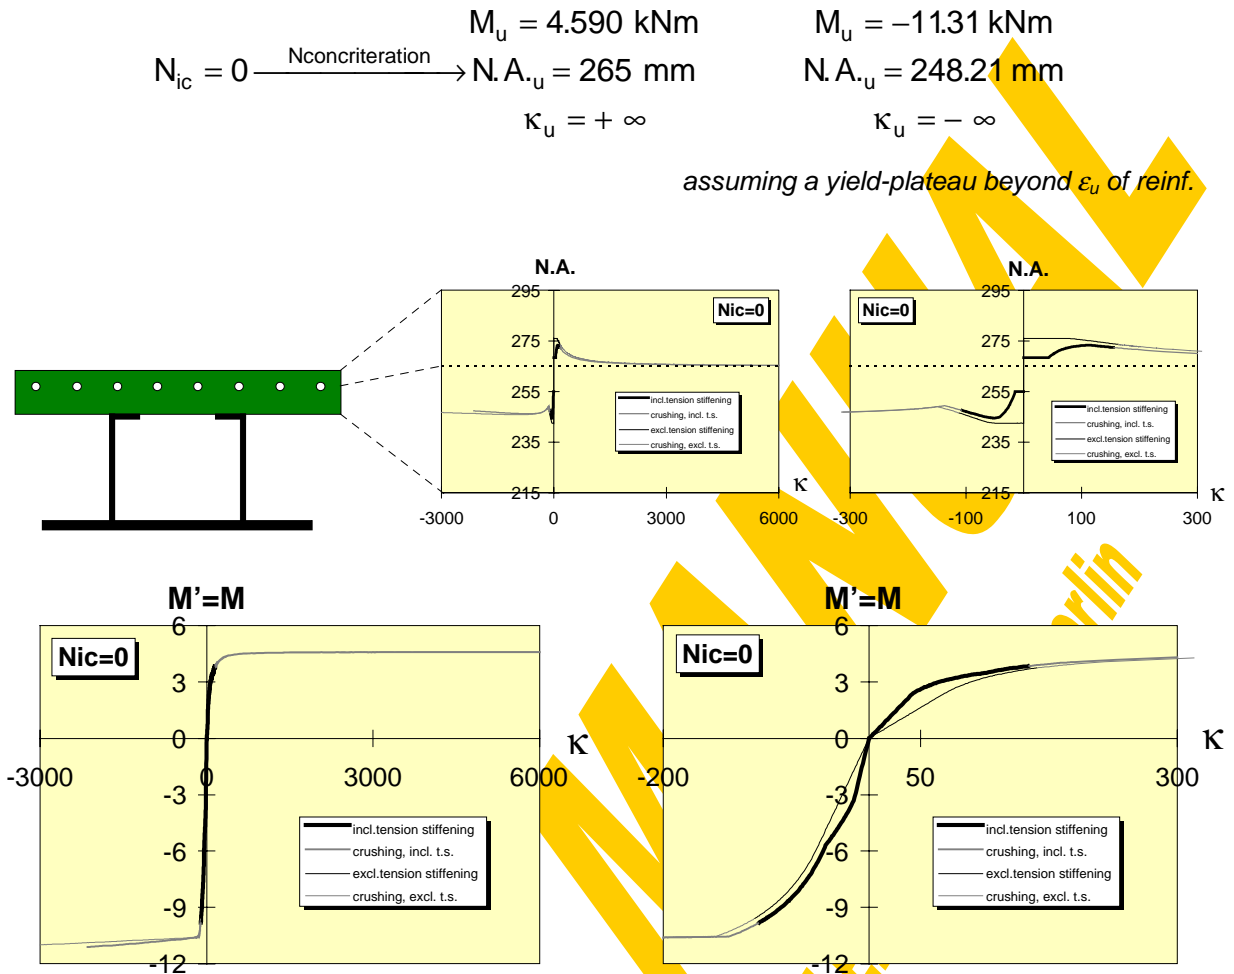 M_u = 4.590 kNm M_u = −11.31 kNm
N_ic = 0 Nconcriteration N.A._u = 265 mm N.A._u = 248.21 mm
κ_u = + ∞ κ_u = − ∞
assuming a yield-plateau beyond ε_u of reinf.
N.A.
295
275
255
235
215
Nic=0
incl.tension stiffening
crushing, incl. t.s.
excl.tension stiffening
crushing, excl. t.s.
κ
-3000 0 3000 6000
N.A.
295
275
255
235
215
Nic=0
incl.tension stiffening
crushing, incl. t.s.
excl.tension stiffening
crushing, excl. t.s.
κ
-300 -100 100 300
M'=M
6
3
0
-3
-6
-9
-12
Nic=0
κ
-3000 0 3000 6000
incl.tension stiffening
crushing, incl. t.s.
excl.tension stiffening
crushing, excl. t.s.
M'=M
6
3
0
-3
-6
-9
-12
Nic=0
κ
-200 50 300
incl.tension stiffening
crushing, incl. t.s.
excl.tension stiffening
crushing, excl. t.s.